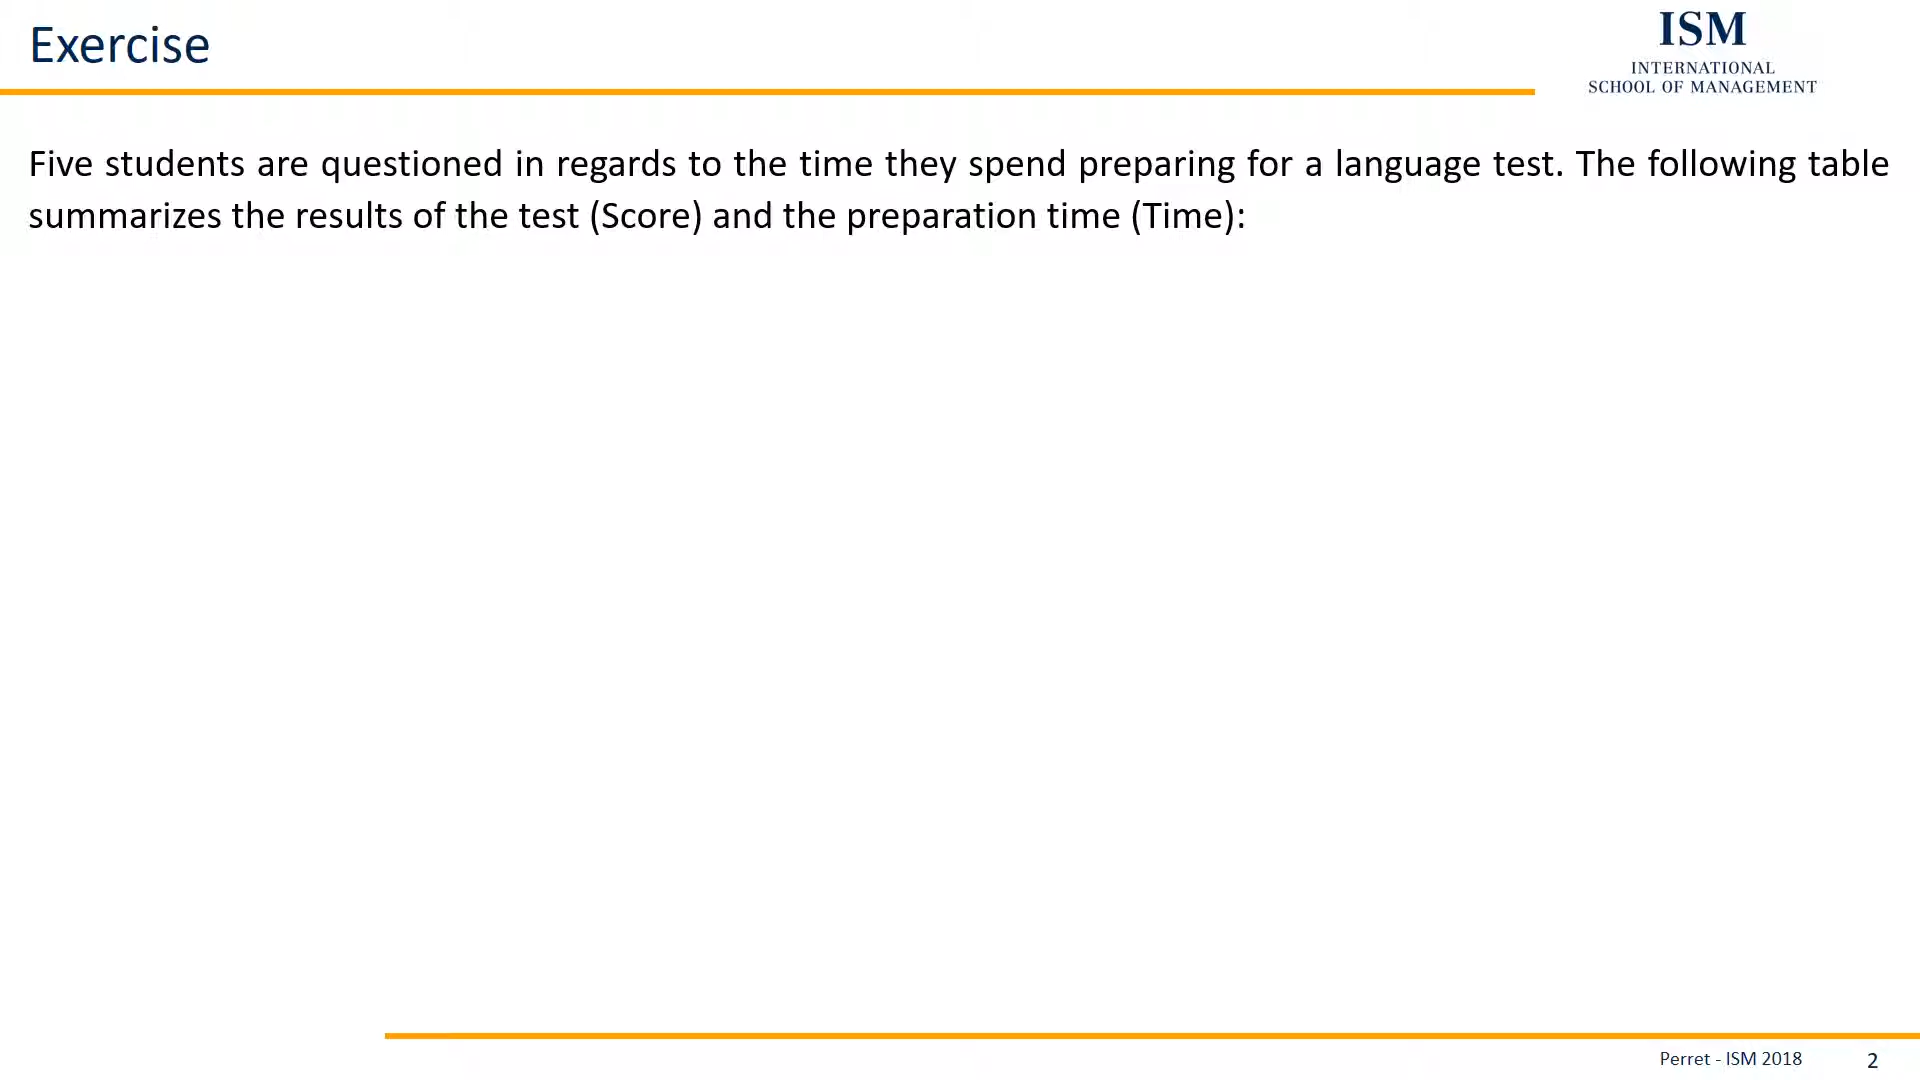 Exercise
ISM
INTERNATIONAL
SCHOOL OF MANAGEMENT
Five students are questioned in regards to the time they spend preparing for a language test. The following table
summarizes the results of the test (Score) and the preparation time (Time):
Perret - ISM 2018
2